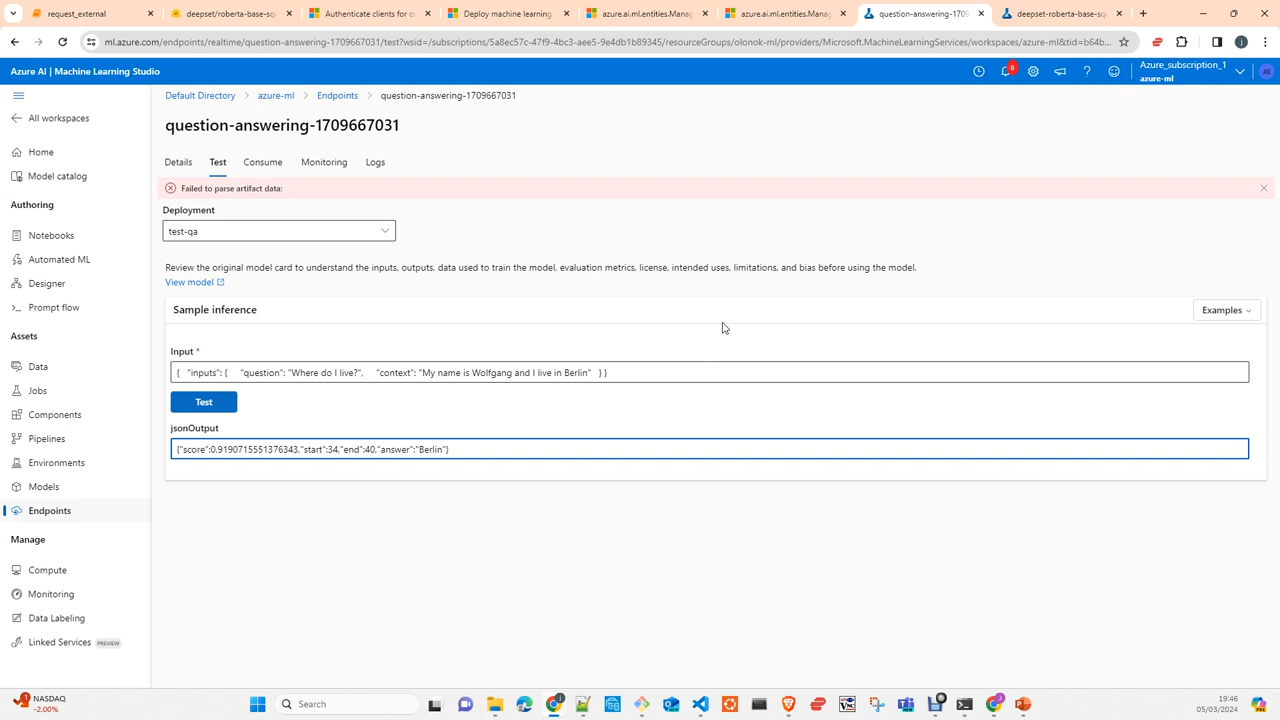 request_external
deepset/roberta-base-sq
Authenticate clients for o
Deploy machine learning
azure.ai.ml.entities.Manag
azure.ai.ml.entities.Manag
question-answering-1709
deepset-roberta-base-sq
ml.azure.com/endpoints/realtime/question-answering-1709667031/test?wsid=/subscriptions/5a8ec57c-47f9-4bc3-aee5-9e4db1b89345/resourceGroups/olonok-ml/providers/Microsoft.MachineLearningServices/workspaces/azure-ml&tid=b64b...
Azure AI | Machine Learning Studio
8
Azure_subscription_1
azure-ml
JG
All workspaces
Home
Model catalog
Authoring
Notebooks
Automated ML
Designer
Prompt flow
Assets
Data
Jobs
Components
Pipelines
Environments
Models
Endpoints
Manage
Compute
Monitoring
Data Labeling
Linked Services PREVIEW
Default Directory > azure-ml > Endpoints > question-answering-1709667031
question-answering-1709667031
Details Test Consume Monitoring Logs
Failed to parse artifact data:
Deployment
test-qa
Review the original model card to understand the inputs, outputs, data used to train the model, evaluation metrics, license, intended uses, limitations, and bias before using the model.
View model
Sample inference
Examples
Input *
{ "inputs": { "question": "Where do I live?", "context": "My name is Wolfgang and I live in Berlin" } }
Test
jsonOutput
{"score":0.9190715551376343,"start":34,"end":40,"answer":"Berlin"}
1
NASDAQ
-2.00%
Search
19:46
05/03/2024